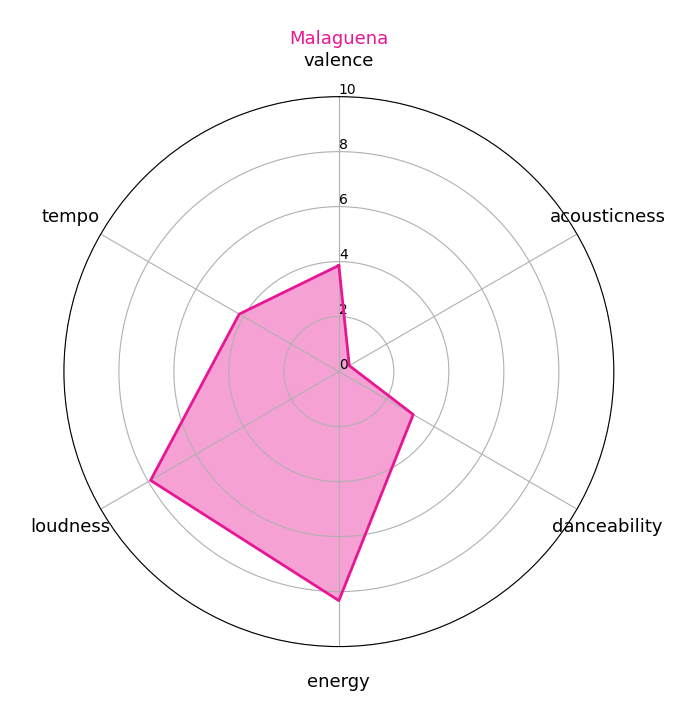 Malaguena
valence
10
8
6
4
2
0
tempo
acousticness
loudness
danceability
energy